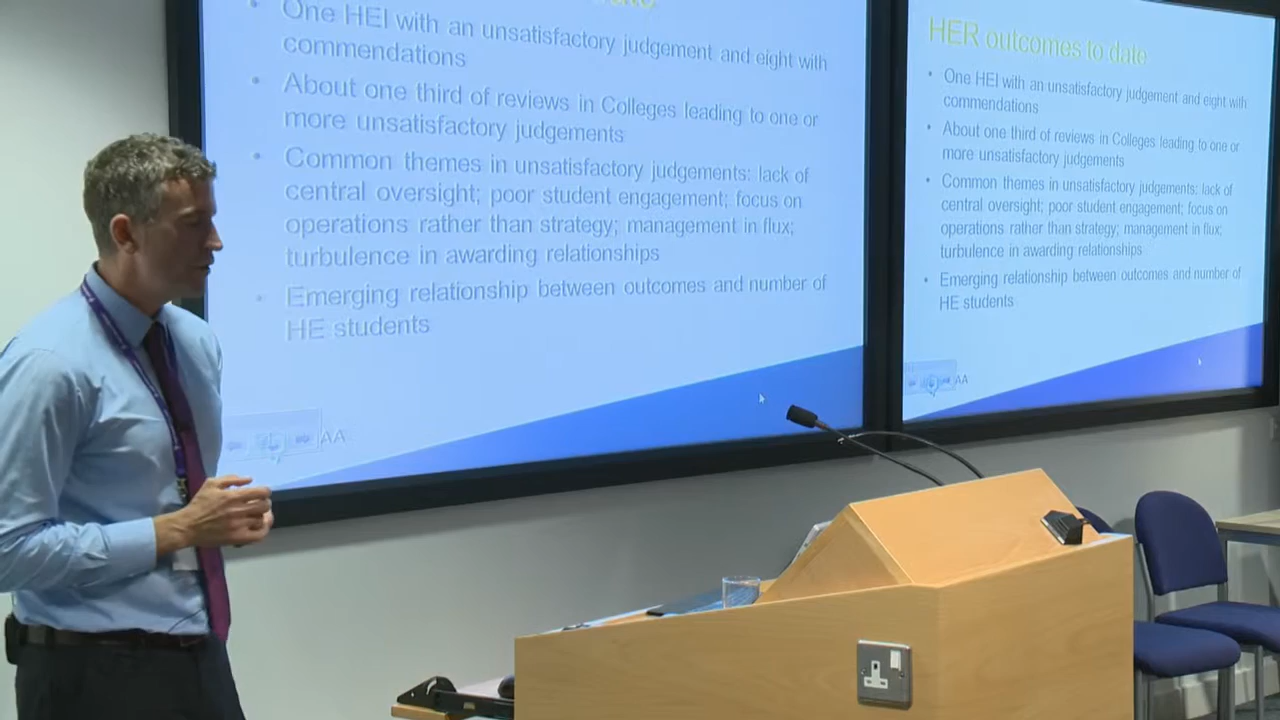 One HEI with an unsatisfactory judgement and eight with
commendations
About one third of reviews in Colleges leading to one or
more unsatisfactory judgements
Common themes in unsatisfactory judgements: lack of
central oversight; poor student engagement; focus on
operations rather than strategy; management in flux;
turbulence in awarding relationships
Emerging relationship between outcomes and number of
HE students
AA
HER outcomes to date
One HEI with an unsatisfactory judgement and eight with
commendations
About one third of reviews in Colleges leading to one or
more unsatisfactory judgements
Common themes in unsatisfactory judgements: lack of
central oversight; poor student engagement; focus on
operations rather than strategy; management in flux;
turbulence in awarding relationships
Emerging relationship between outcomes and number of
HE students
AA